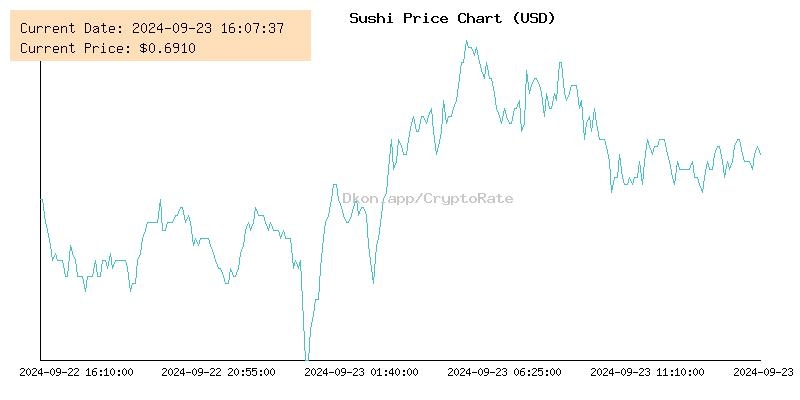 Sushi Price Chart (USD)
Current Date: 2024-09-23 16:07:37
Current Price: $0.6910
Dkon.app/CryptoRate
2024-09-22 16:10:00 2024-09-22 20:55:00 2024-09-23 01:40:00 2024-09-23 06:25:00 2024-09-23 11:10:00 2024-09-23